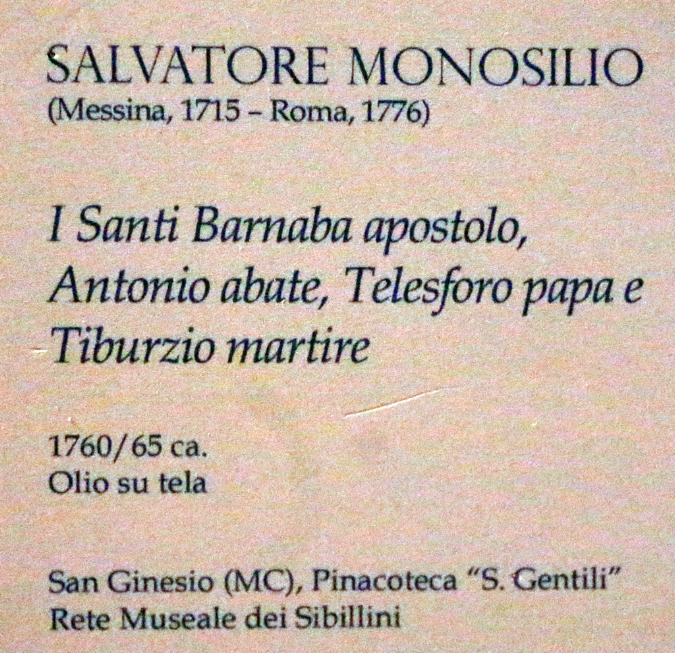 SALVATORE MONOSILIO
(Messina, 1715 – Roma, 1776)
I Santi Barnaba apostolo,
Antonio abate, Telesforo papa e
Tiburzio martire
1760/65 ca.
Olio su tela
San Ginesio (MC), Pinacoteca “S. Gentili”
Rete Museale dei Sibillini